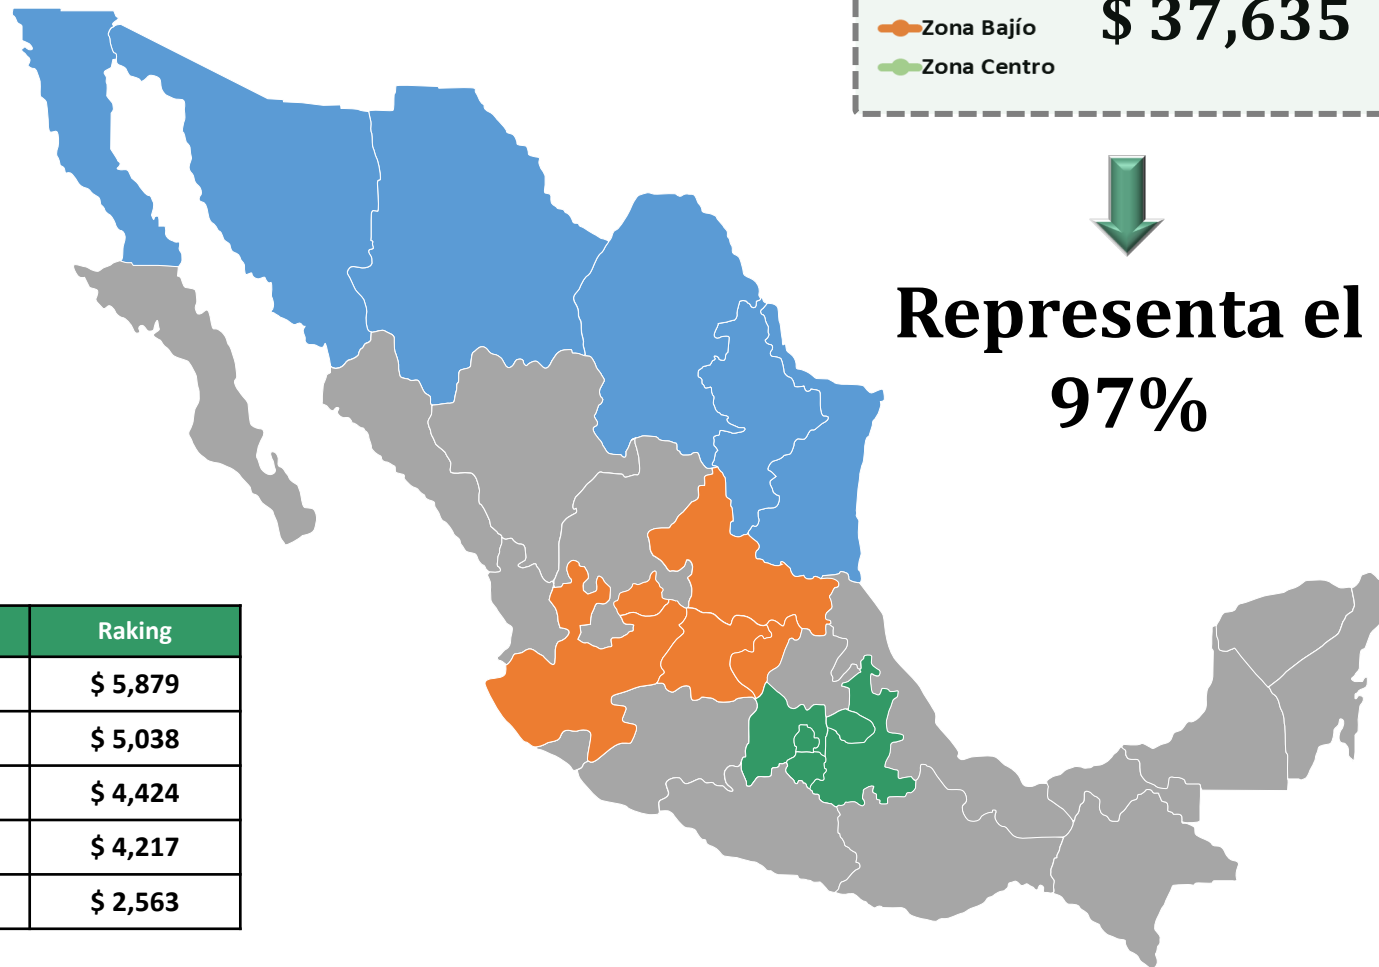 Zona Bajío
$ 37,635
Zona Centro
Representa el
97%
Raking
$ 5,879
$ 5,038
$ 4,424
$ 4,217
$ 2,563